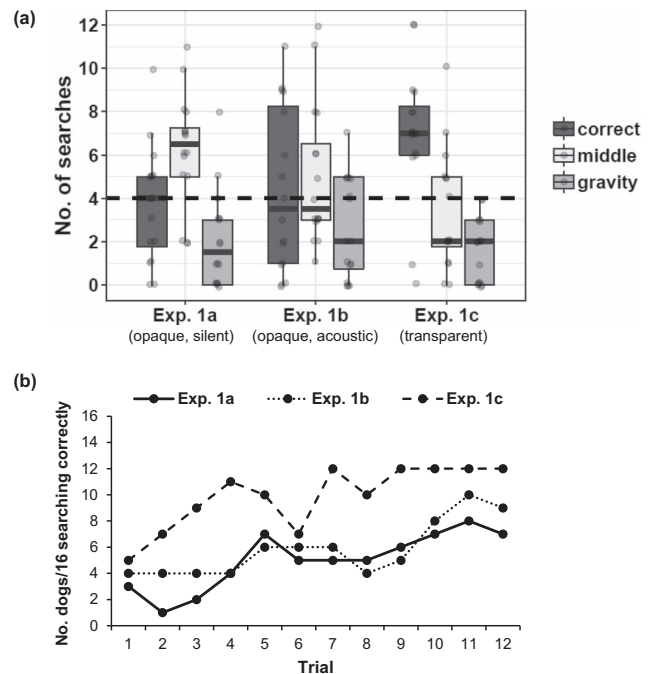 (a)
12
10
8
6
4
2
0
No. of searches
Exp. 1a
(opaque, silent)
Exp. 1b
(opaque, acoustic)
Exp. 1c
(transparent)
correct
middle
gravity
(b)
Exp. 1a Exp. 1b Exp. 1c
16
14
12
10
8
6
4
2
0
No. dogs/16 searching correctly
1 2 3 4 5 6 7 8 9 10 11 12
Trial